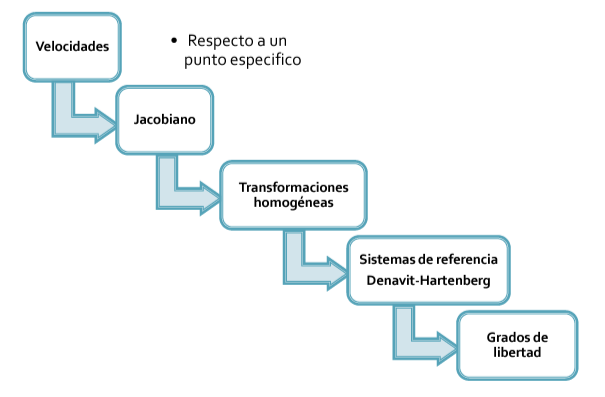 Velocidades
• Respecto a un
punto especifico
Jacobiano
Transformaciones
homogéneas
Sistemas de referencia
Denavit-Hartenberg
Grados de
libertad